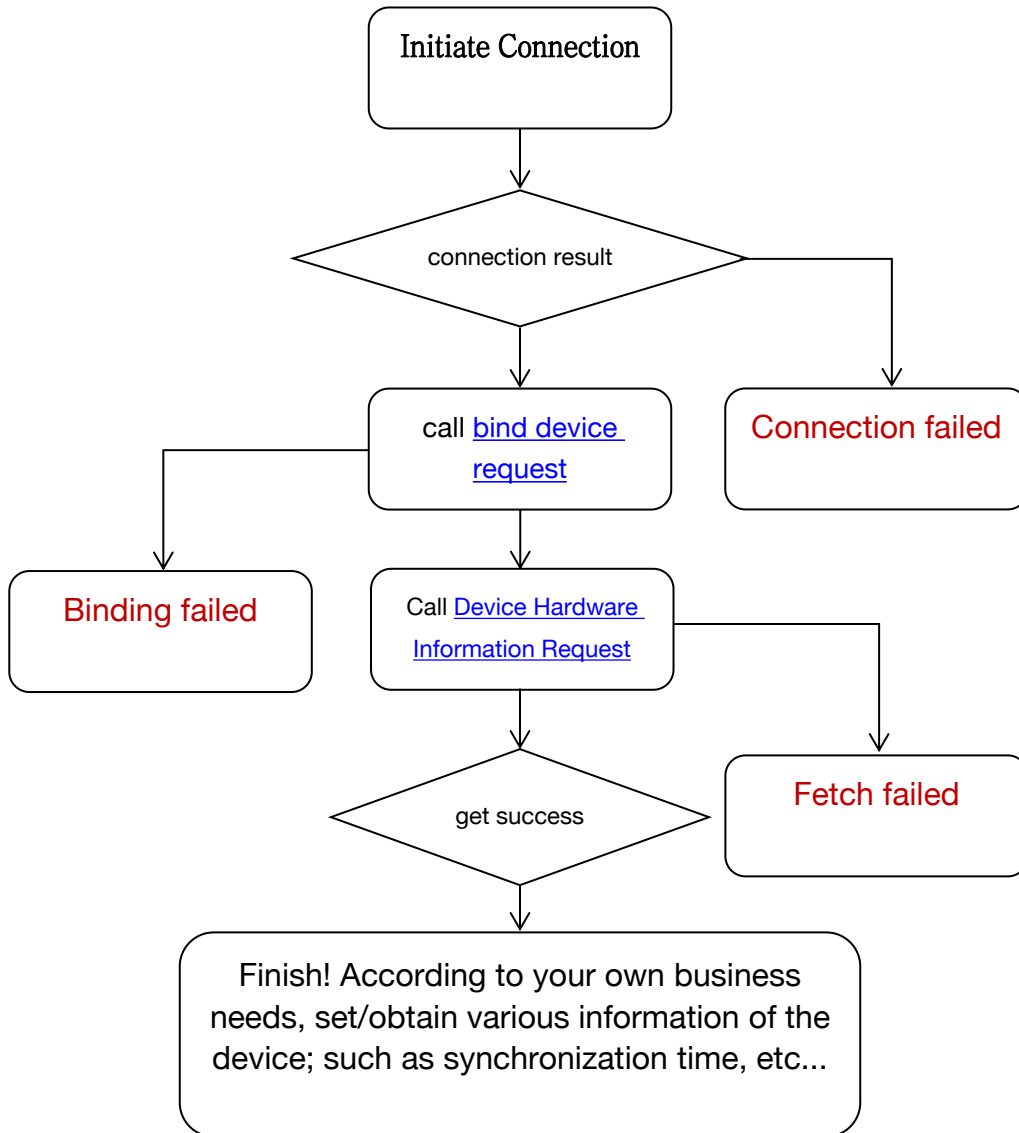 Initiate Connection
connection result
call bind device
request
Connection failed
Binding failed
Call Device Hardware
Information Request
Fetch failed
get success
Finish! According to your own business
needs, set/obtain various information of the
device; such as synchronization time, etc...